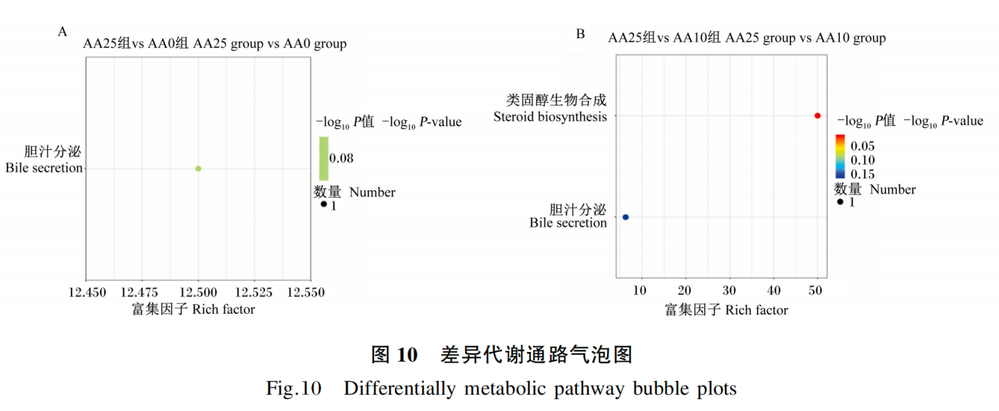 A
AA25组vs AA0组 AA25 group vs AA0 group
胆汁分泌
Bile secretion
−log₁₀ P值 −log₁₀ P-value
0.08
数量 Number
1
12.450 12.475 12.500 12.525 12.550
富集因子 Rich factor
B
AA25组vs AA10组 AA25 group vs AA10 group
类固醇生物合成
Steroid biosynthesis
胆汁分泌
Bile secretion
−log₁₀ P值 −log₁₀ P-value
0.05
0.10
0.15
数量 Number
1
10 20 30 40 50
富集因子 Rich factor
图 10 差异代谢通路气泡图
Fig.10 Differentially metabolic pathway bubble plots